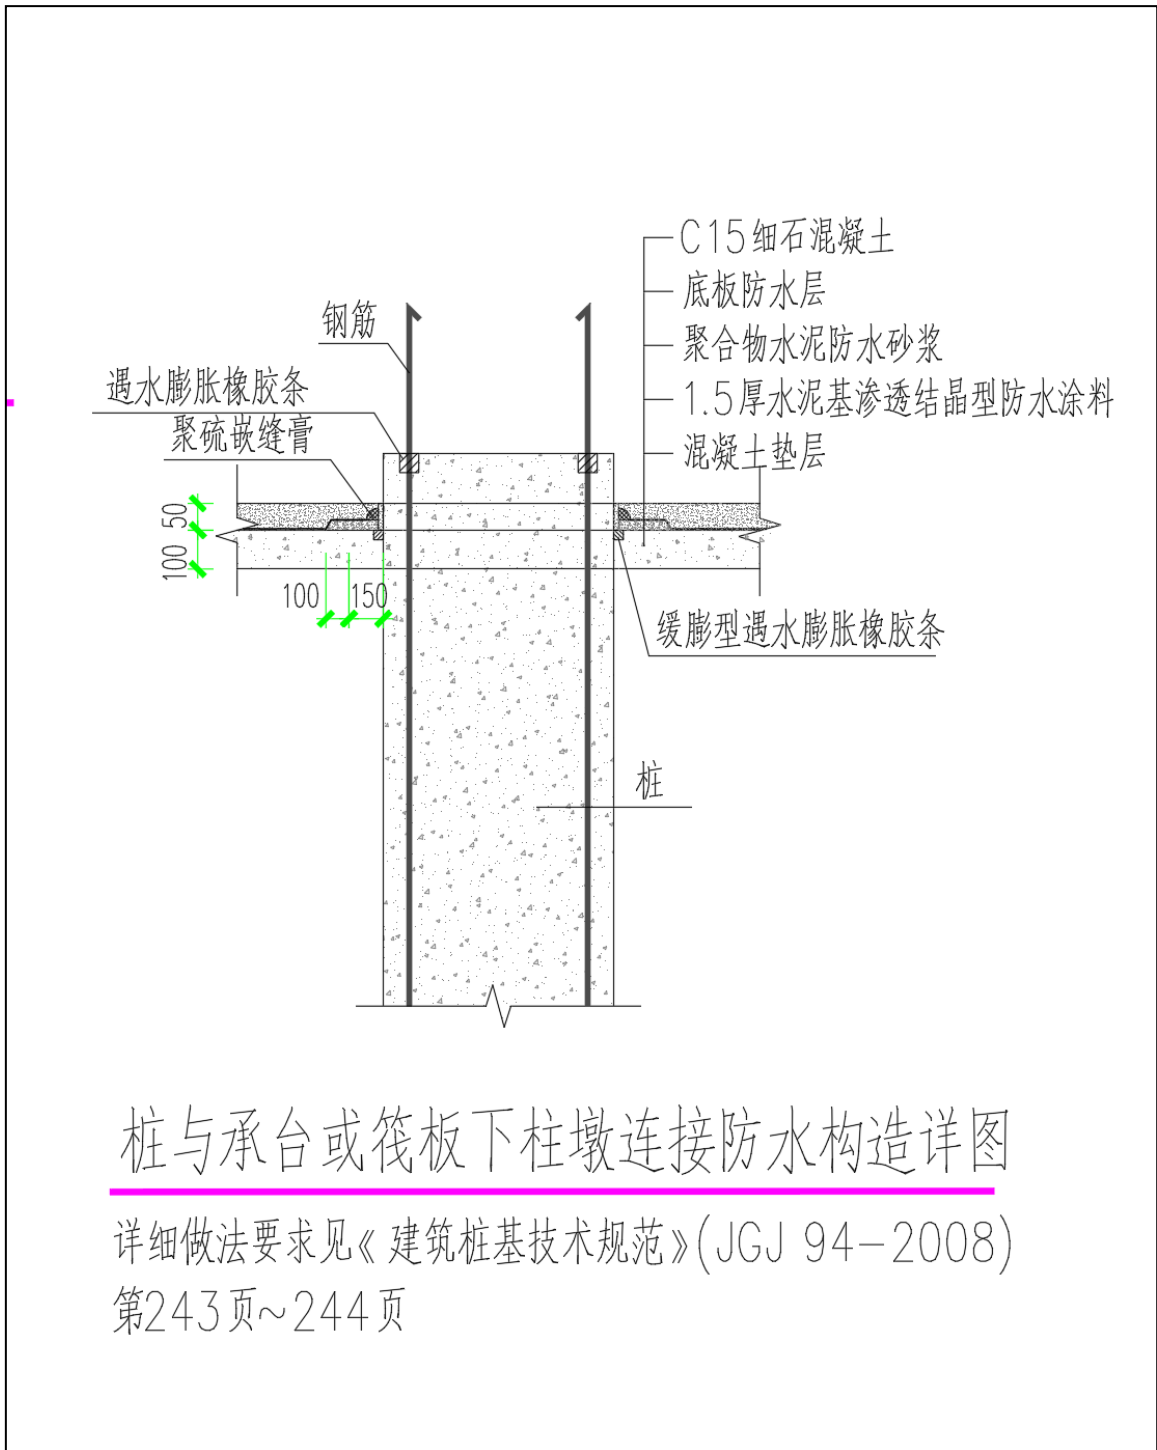 C15细石混凝土
底板防水层
聚合物水泥防水砂浆
1.5厚水泥基渗透结晶型防水涂料
混凝土垫层
钢筋
遇水膨胀橡胶条
聚硫嵌缝膏
50
100
100
150
缓膨型遇水膨胀橡胶条
桩
桩与承台或筏板下柱墩连接防水构造详图
详细做法要求见《建筑桩基技术规范》(JGJ 94-2008)
第243页~244页